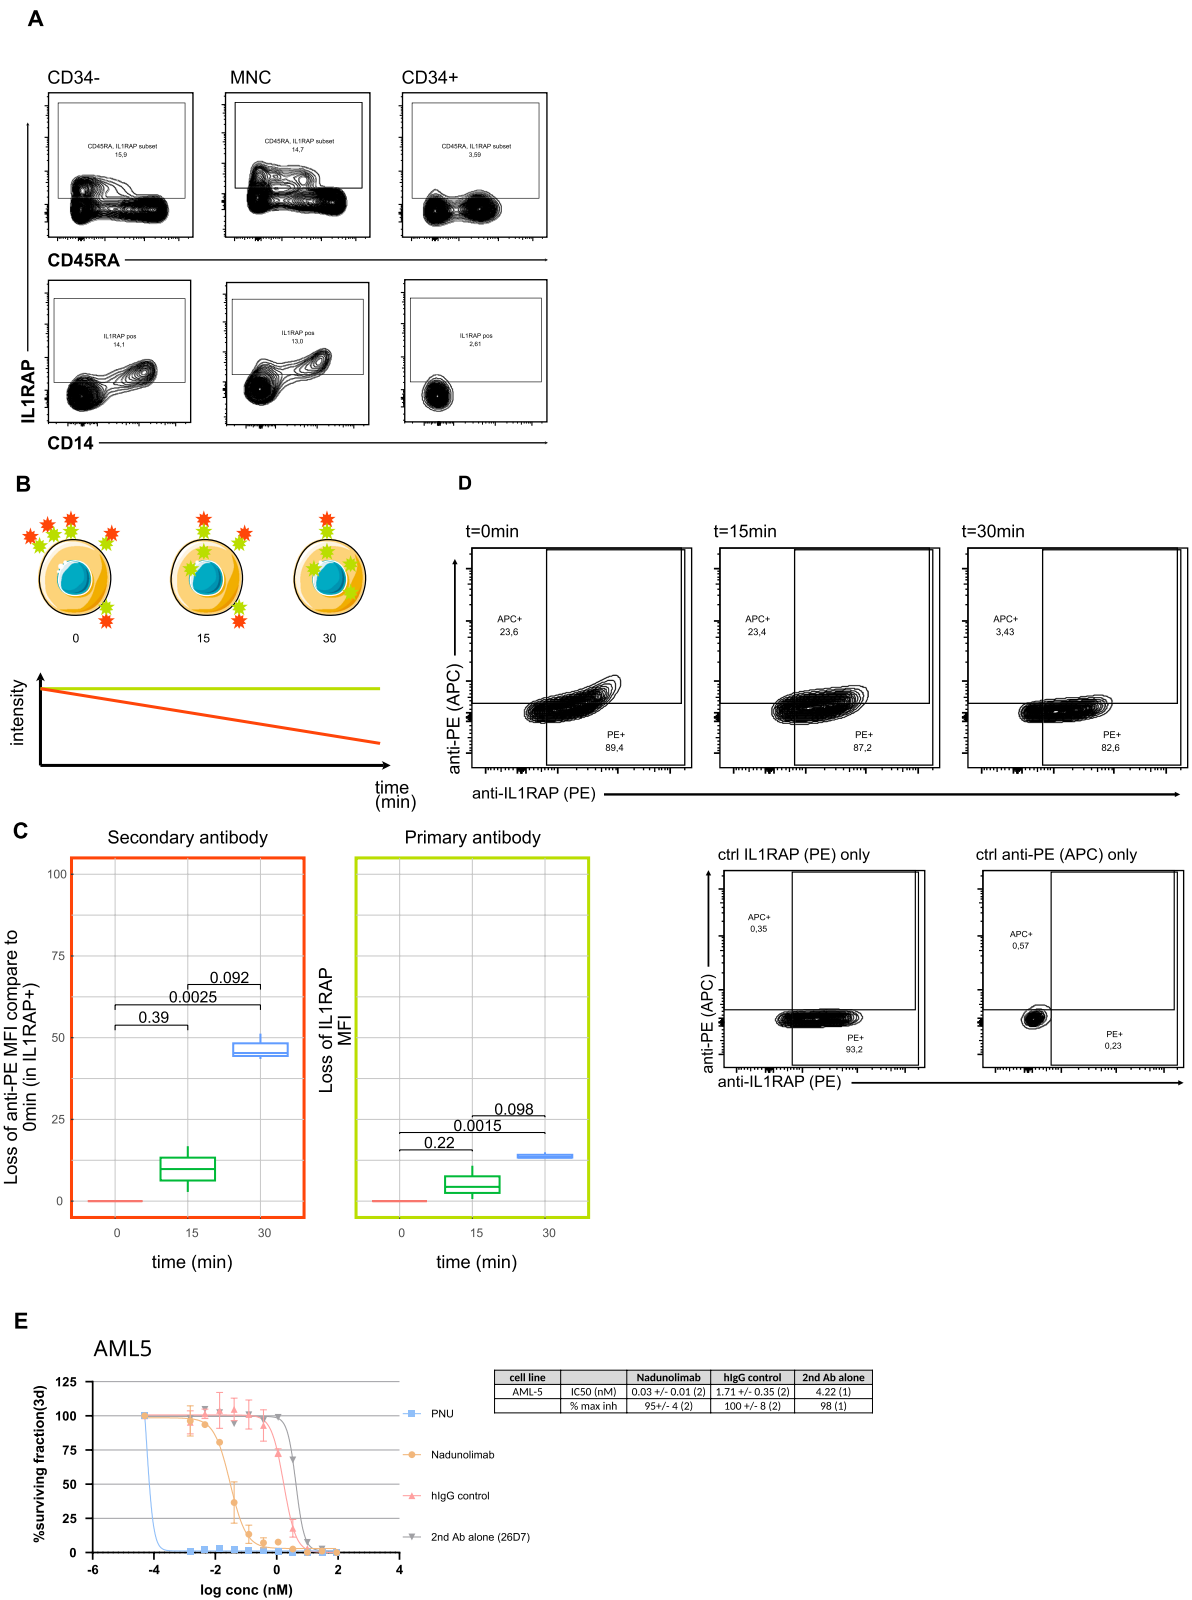 A
CD34-
MNC
CD34+
CD45RA, IL1RAP subset
15,9
CD45RA, IL1RAP subset
14,7
CD45RA, IL1RAP subset
3,59
CD45RA
IL1RAP pos
14,1
IL1RAP pos
13,0
IL1RAP pos
2,61
IL1RAP
CD14
B
0
15
30
intensity
time
(min)
D
t=0min
t=15min
t=30min
APC+
23,6
PE+
89,4
APC+
23,4
PE+
87,2
APC+
3,43
PE+
82,6
anti-PE (APC)
anti-IL1RAP (PE)
ctrl IL1RAP (PE) only
ctrl anti-PE (APC) only
APC+
0,35
PE+
93,2
APC+
0,57
PE+
0,23
anti-PE (APC)
anti-IL1RAP (PE)
C
Secondary antibody
Primary antibody
Loss of anti-PE MFI compare to
0min (in IL1RAP+)
100
75
50
25
0
0.092
0.0025
0.39
0
15
30
time (min)
Loss of IL1RAP
MFI
0.098
0.0015
0.22
0
15
30
time (min)
E
AML5
%surviving fraction(3d)
125
100
75
50
25
0
-6
-4
-2
0
2
4
log conc (nM)
PNU
Nadunolimab
hIgG control
2nd Ab alone (26D7)
cell line Nadunolimab hIgG control 2nd Ab alone
AML-5 IC50 (nM) 0.03 +/- 0.01 (2) 1.71 +/- 0.35 (2) 4.22 (1)
% max inh 95+/- 4 (2) 100 +/- 8 (2) 98 (1)